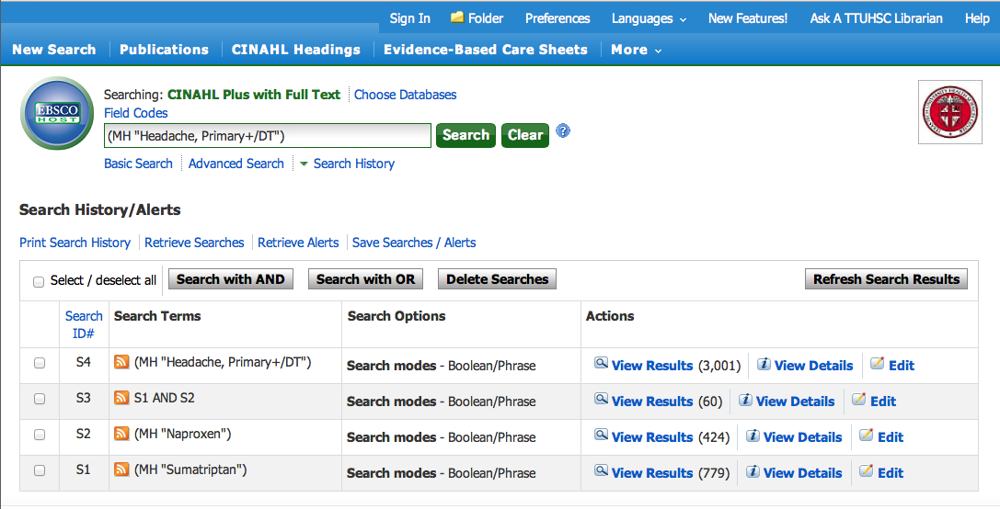 Sign In Folder Preferences Languages New Features! Ask A TTUHSC Librarian Help
New Search Publications CINAHL Headings Evidence-Based Care Sheets More
EBSCO
HOST
Searching: CINAHL Plus with Full Text Choose Databases
Field Codes
(MH "Headache, Primary+/DT") Search Clear ?
Basic Search Advanced Search Search History
Search History/Alerts
Print Search History Retrieve Searches Retrieve Alerts Save Searches / Alerts
Select / deselect all Search with AND Search with OR Delete Searches Refresh Search Results
Search ID# Search Terms Search Options Actions
S4 (MH "Headache, Primary+/DT") Search modes - Boolean/Phrase View Results (3,001) i View Details Edit
S3 S1 AND S2 Search modes - Boolean/Phrase View Results (60) i View Details Edit
S2 (MH "Naproxen") Search modes - Boolean/Phrase View Results (424) i View Details Edit
S1 (MH "Sumatriptan") Search modes - Boolean/Phrase View Results (779) i View Details Edit